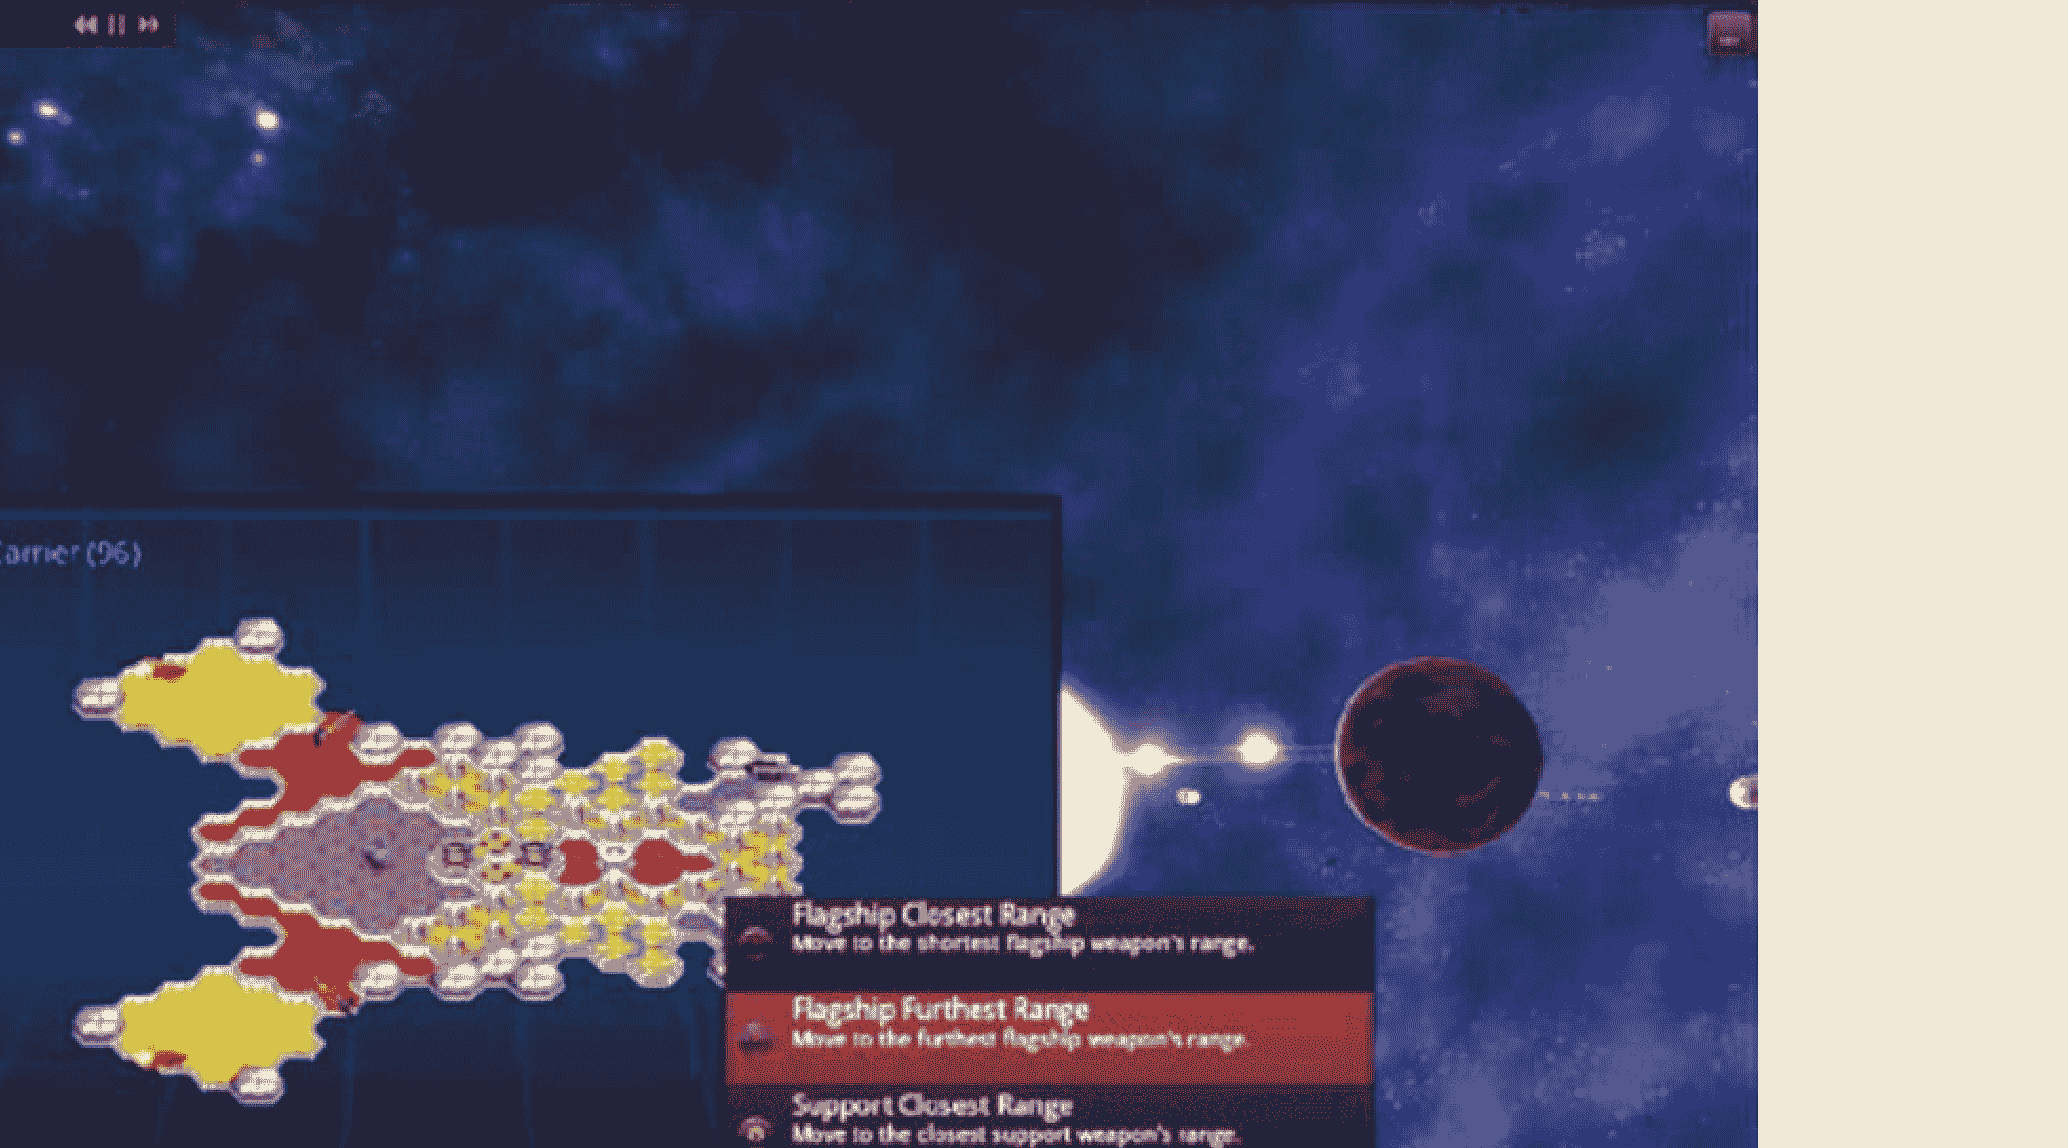 Carrier (96)
Flagship Closest Range
Move to the shortest flagship weapon's range.
Flagship Furthest Range
Move to the furthest flagship weapon's range.
Support Closest Range
Move to the closest support weapon's range.